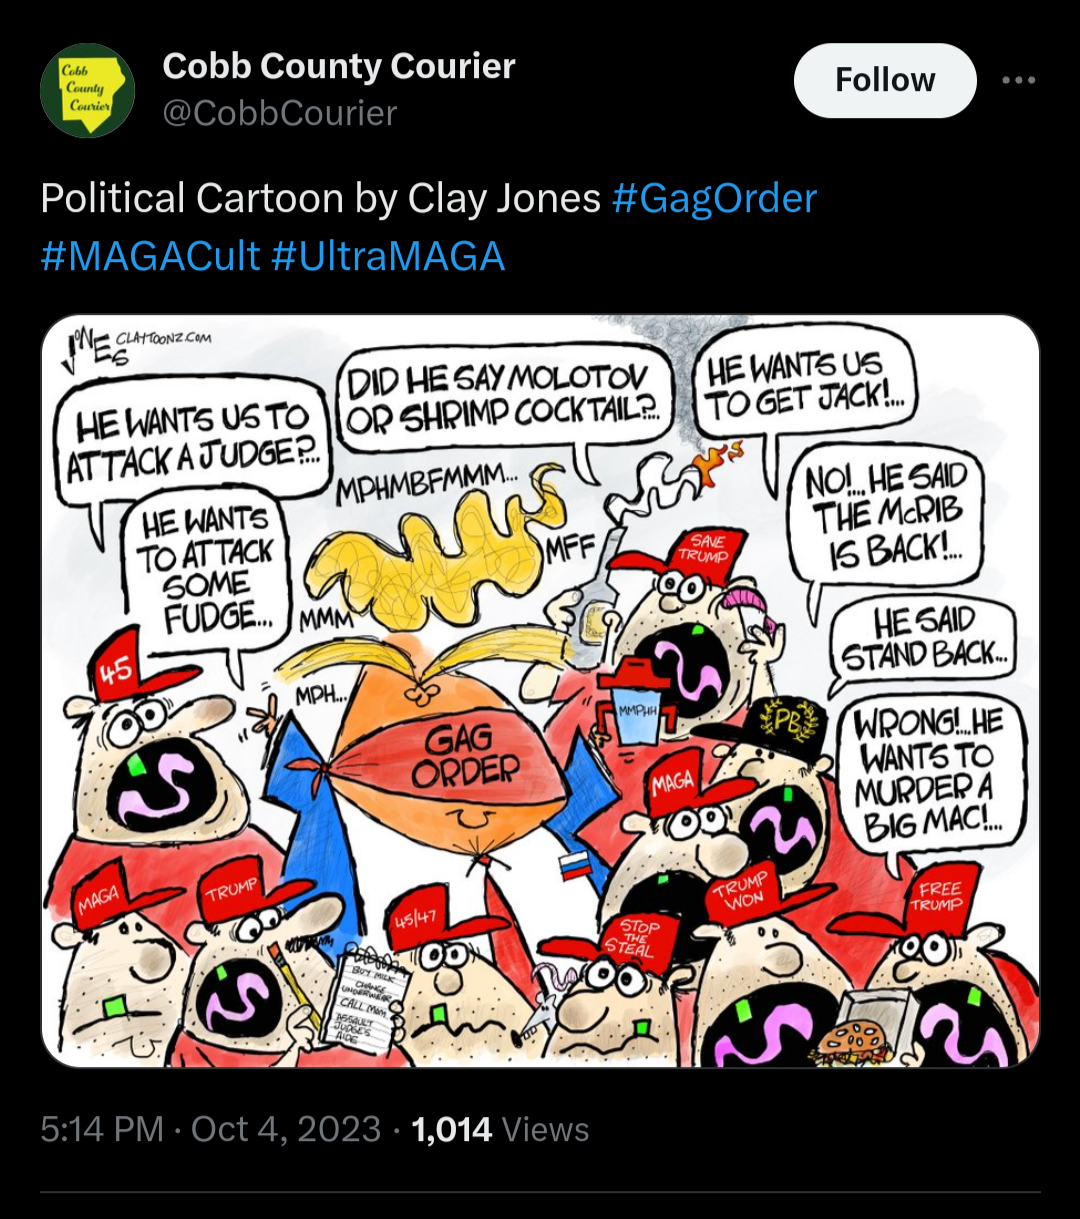 Cobb
County
Courier
Cobb County Courier
@CobbCourier
Follow
Political Cartoon by Clay Jones #GagOrder
#MAGACult #UltraMAGA
JONES
CLAYTOONZ.COM
HE WANTS US TO
ATTACK A JUDGE?...
HE WANTS
TO ATTACK
SOME
FUDGE...
DID HE SAY MOLOTOV
OR SHRIMP COCKTAIL?...
HE WANTS US
TO GET JACK!...
NO!...HE SAID
THE McRIB
IS BACK!...
HE SAID
STAND BACK...
WRONG!...HE
WANTS TO
MURDER A
BIG MAC!...
MPHMBFMMM...
MFF
MMM
MPH...
MMPHH
GAG
ORDER
45
SAVE
TRUMP
PB
MAGA
MAGA
TRUMP
45/47
STOP
THE
STEAL
TRUMP
WON
FREE
TRUMP
BUY MILK
CHANGE
UNDERWEAR
CALL MOM
ASSAULT
JUDGE'S
AIDE
5:14 PM · Oct 4, 2023 · 1,014 Views